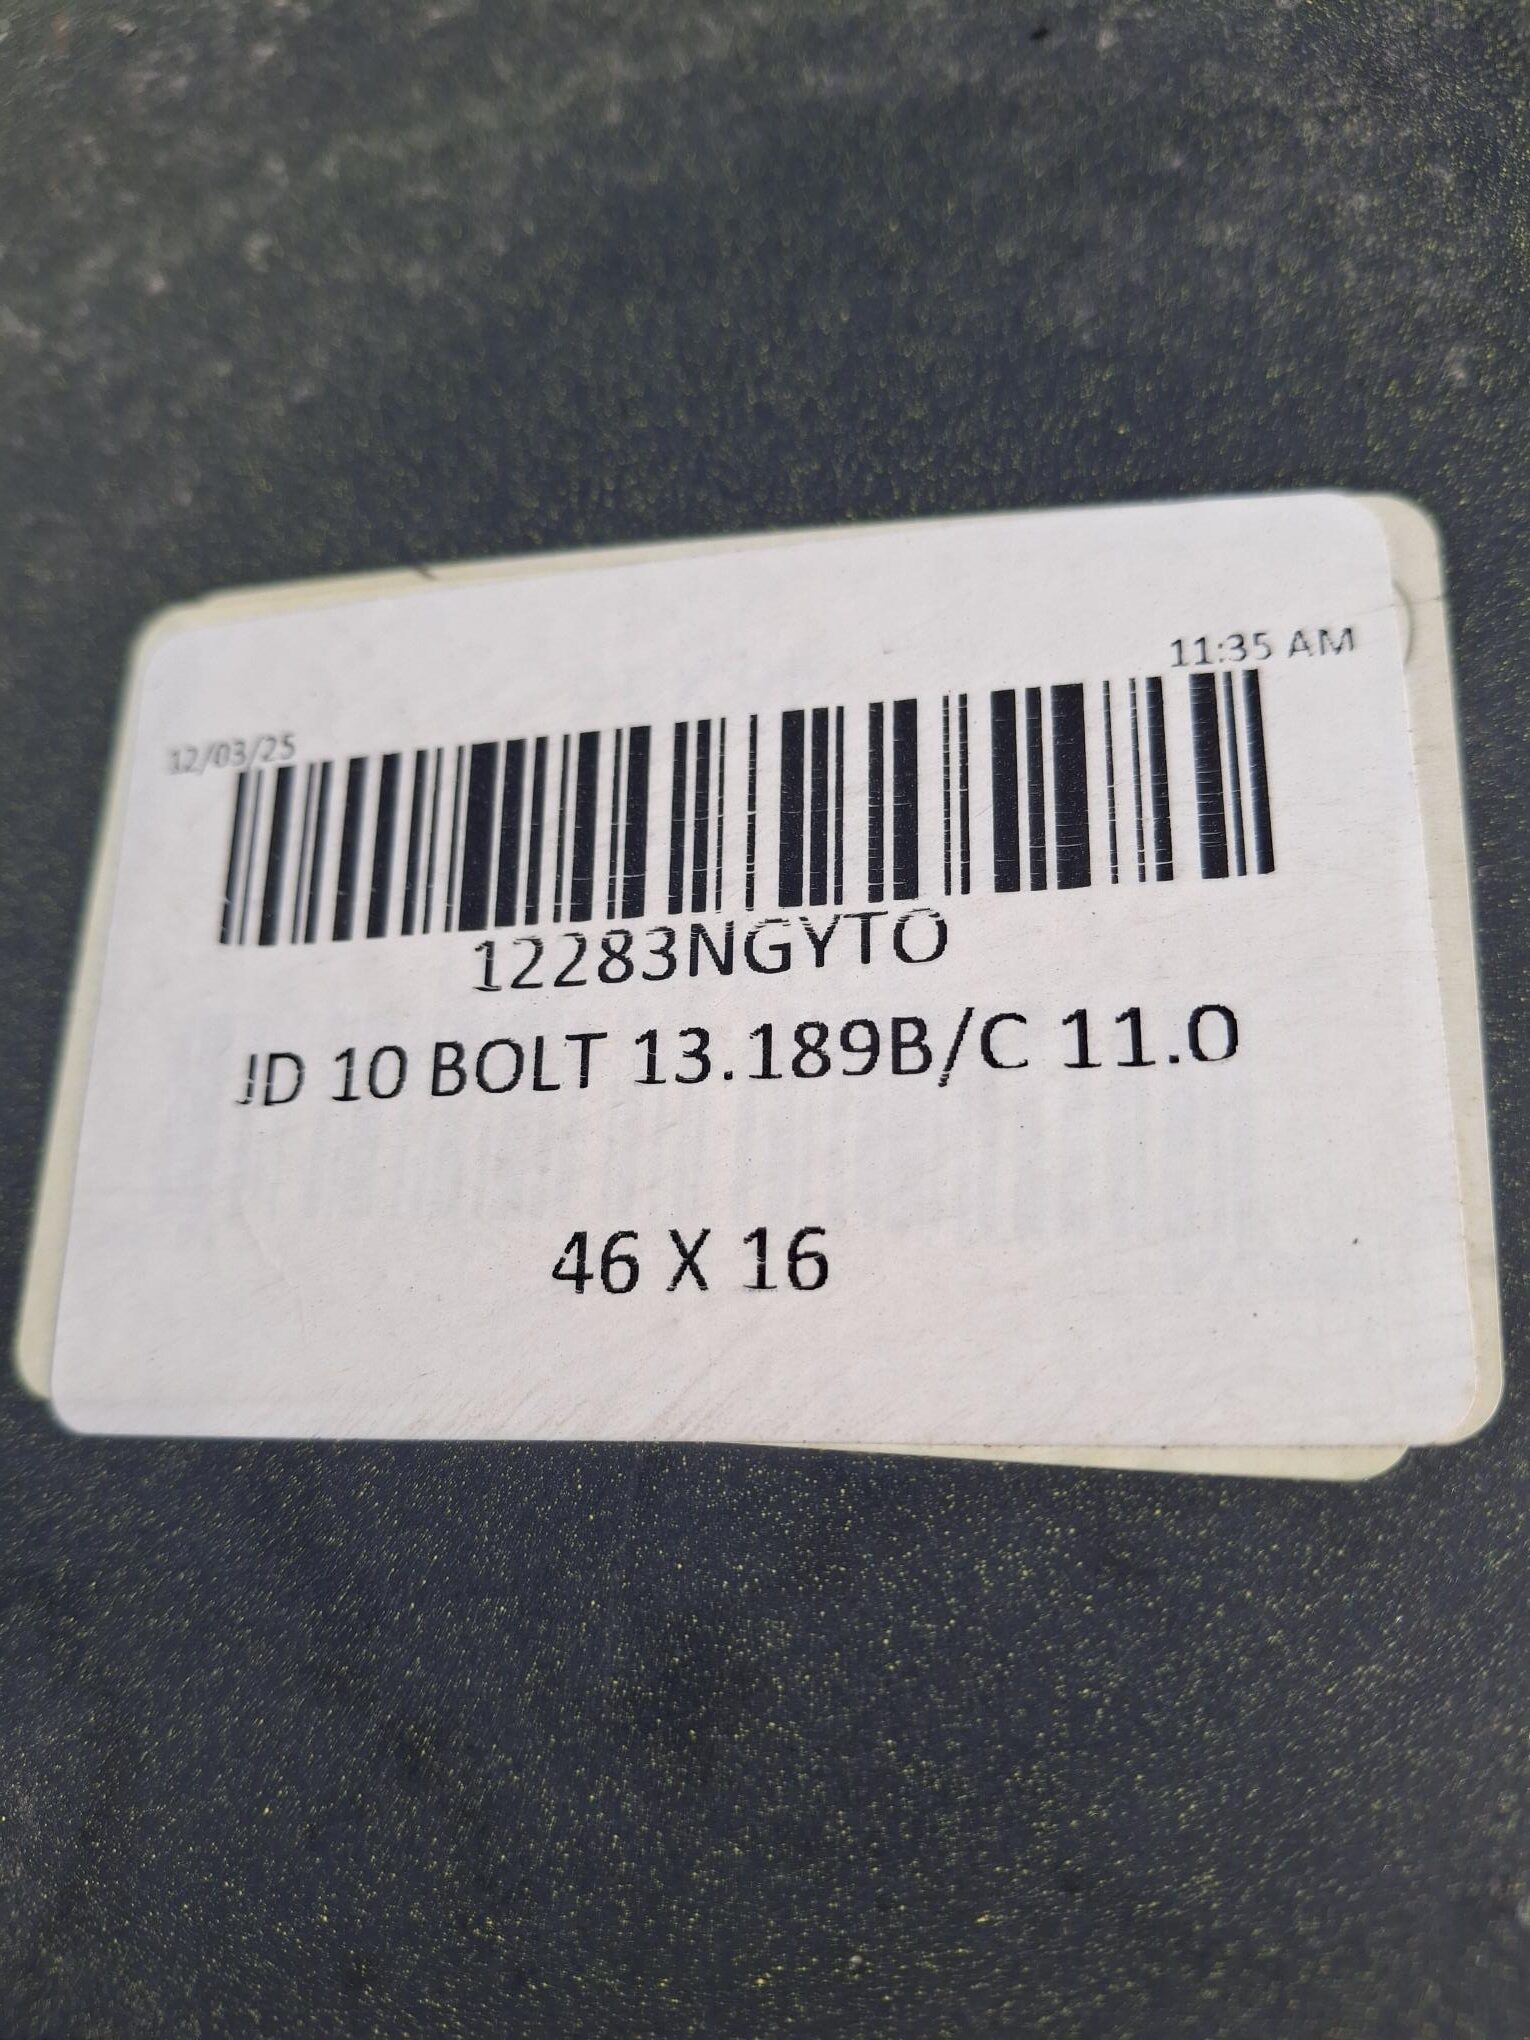 11:35 AM
12/03/25
12283NGYTO
JD 10 BOLT 13.189B/C 11.0
46 X 16